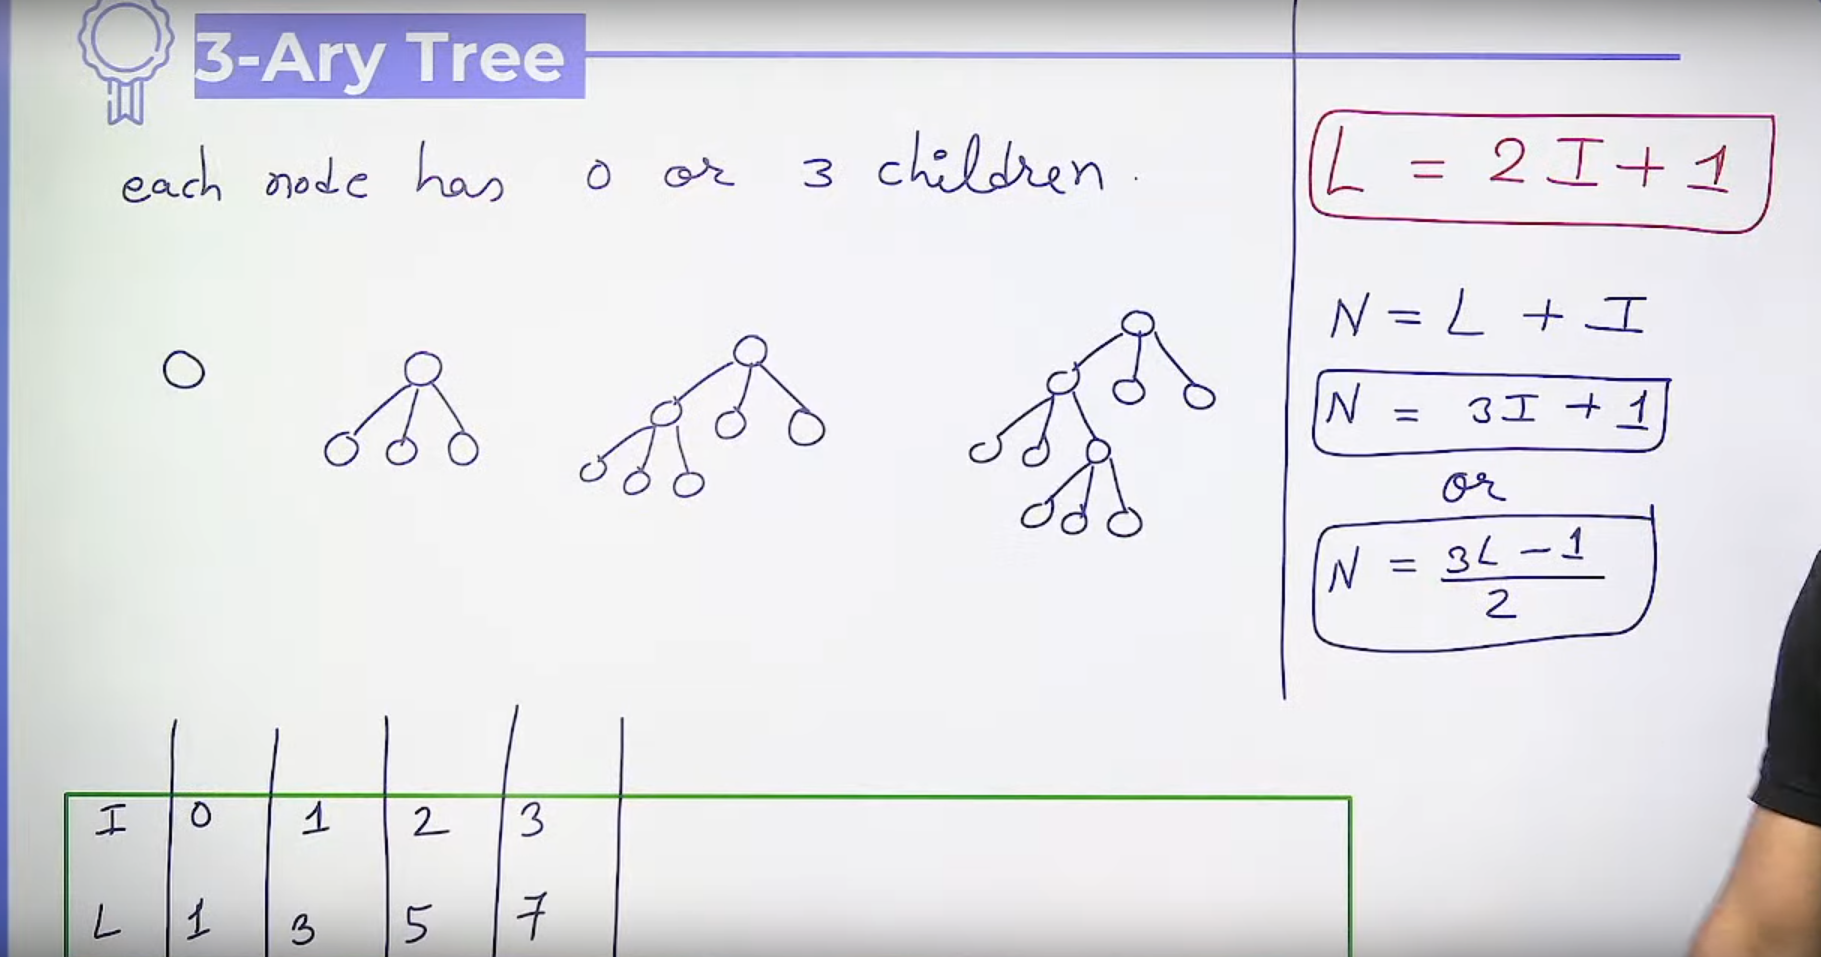 3-Ary Tree
each node has 0 or 3 children.
L = 2I + 1
N = L + I
N = 3I + 1
or
N = 3L - 1
2
I 0 1 2 3
L 1 3 5 7